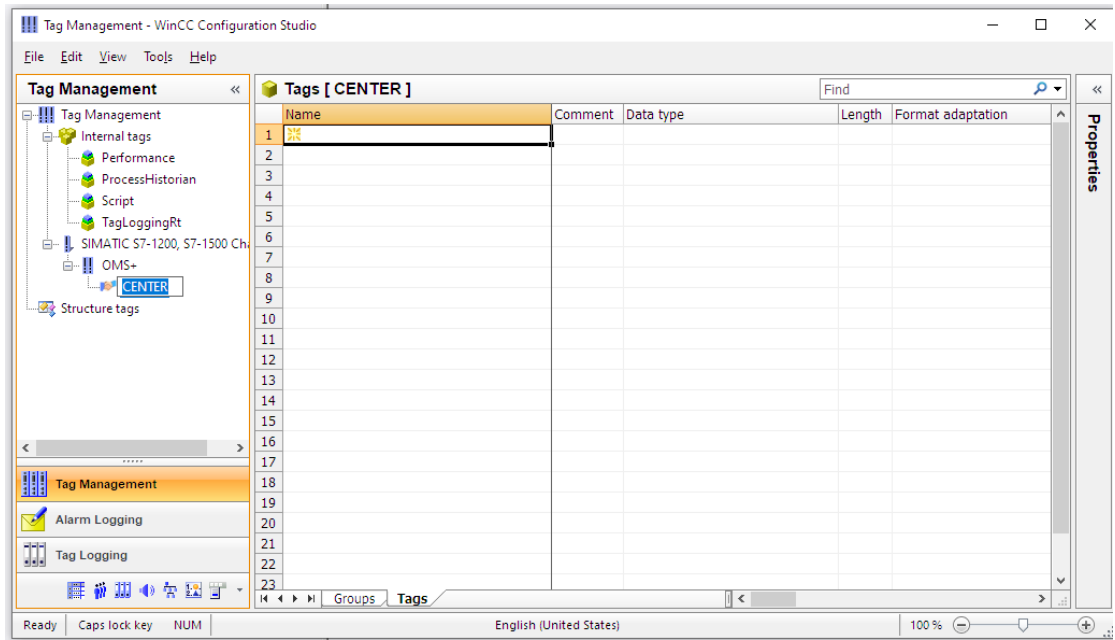 Tag Management - WinCC Configuration Studio
File Edit View Tools Help
Tag Management «
Tags [ CENTER ]
Find
«
Properties
Tag Management
Internal tags
Performance
ProcessHistorian
Script
TagLoggingRt
SIMATIC S7-1200, S7-1500 Cha
OMS+
CENTER
Structure tags
Name Comment Data type Length Format adaptation
1
2
3
4
5
6
7
8
9
10
11
12
13
14
15
16
17
18
19
20
21
22
23
Tag Management
Alarm Logging
Tag Logging
Groups Tags
Ready Caps lock key NUM English (United States) 100 %